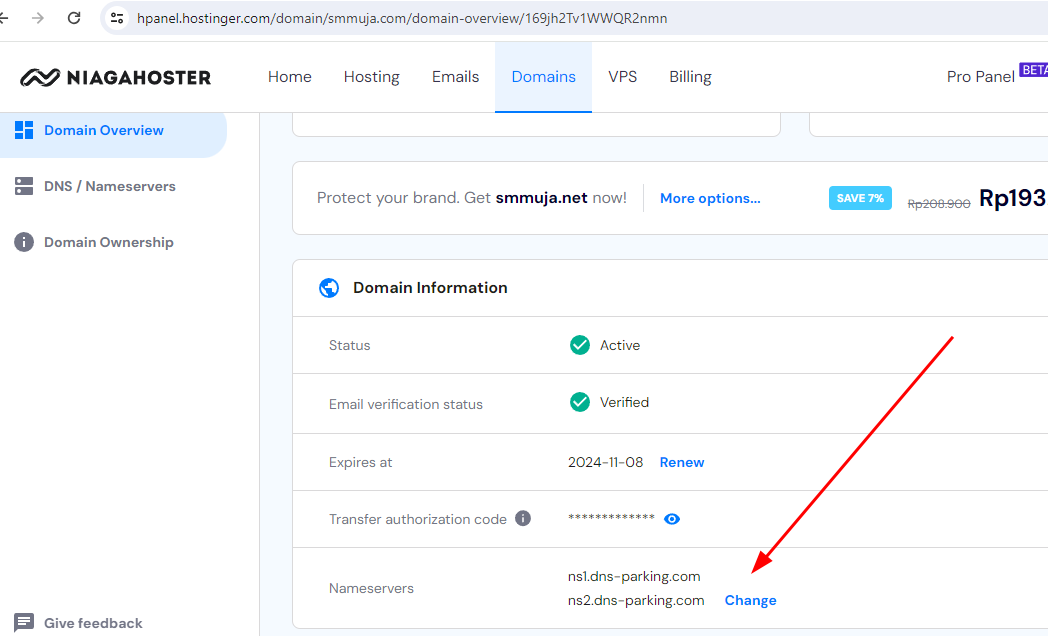 hpanel.hostinger.com/domain/smmuja.com/domain-overview/169jh2Tv1WWQR2nmn
NIAGAHOSTER Home Hosting Emails Domains VPS Billing Pro Panel BETA
Domain Overview
DNS / Nameservers
Domain Ownership
Protect your brand. Get smmuja.net now! More options... SAVE 7% Rp208.900 Rp193
Domain Information
Status Active
Email verification status Verified
Expires at 2024-11-08 Renew
Transfer authorization code *************
Nameservers
ns1.dns-parking.com
ns2.dns-parking.com Change
Give feedback